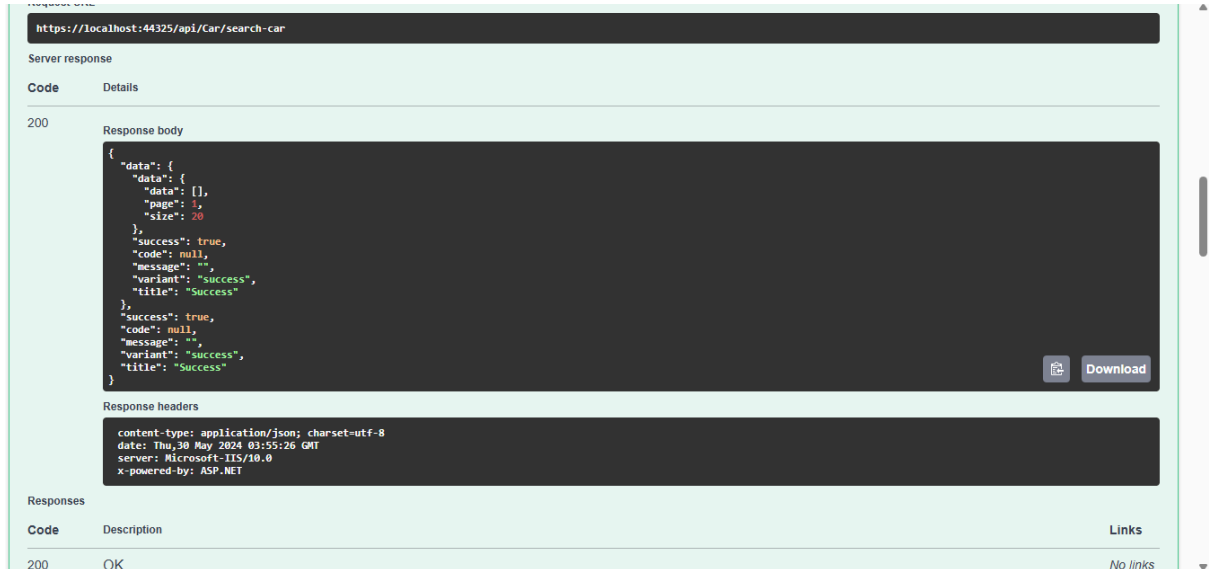 Request URL
https://localhost:44325/api/Car/search-car
Server response
Code Details
200
Response body
{
"data": {
"data": {
"data": [],
"page": 1,
"size": 20
},
"success": true,
"code": null,
"message": "",
"variant": "success",
"title": "Success"
},
"success": true,
"code": null,
"message": "",
"variant": "success",
"title": "Success"
}
Download
Response headers
content-type: application/json; charset=utf-8
date: Thu,30 May 2024 03:55:26 GMT
server: Microsoft-IIS/10.0
x-powered-by: ASP.NET
Responses
Code Description Links
200 OK No links